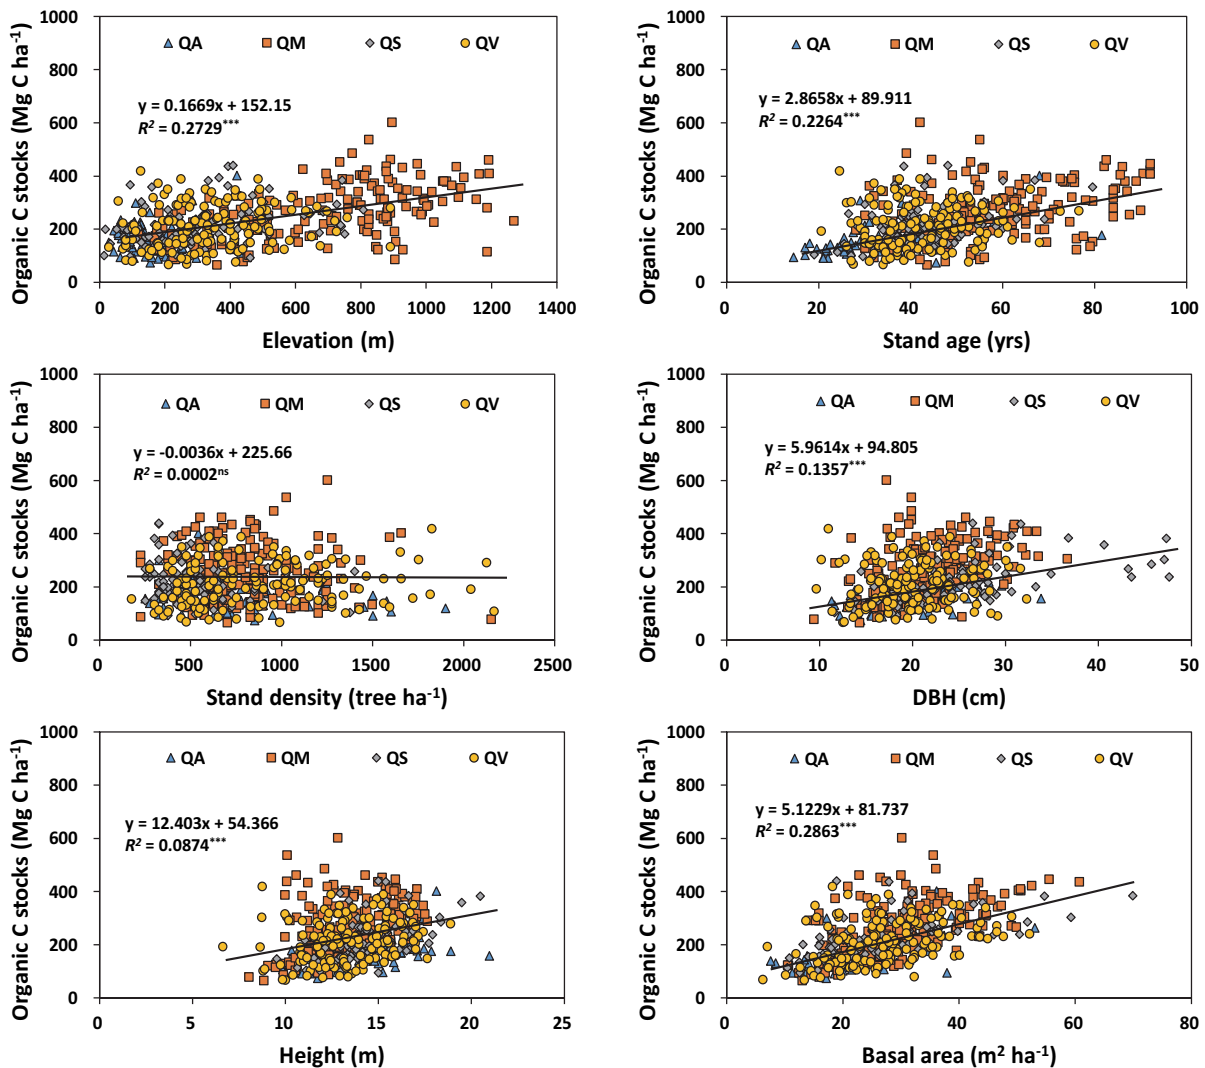 Organic C stocks (Mg C ha-1)
1000
800
600
400
200
0
QA QM QS QV
y = 0.1669x + 152.15
R2 = 0.2729***
0 200 400 600 800 1000 1200 1400
Elevation (m)
Organic C stocks (Mg C ha-1)
1000
800
600
400
200
0
QA QM QS QV
y = 2.8658x + 89.911
R2 = 0.2264***
0 20 40 60 80 100
Stand age (yrs)
Organic C stocks (Mg C ha-1)
1000
800
600
400
200
0
QA QM QS QV
y = -0.0036x + 225.66
R2 = 0.0002ns
0 500 1000 1500 2000 2500
Stand density (tree ha-1)
Organic C stocks (Mg C ha-1)
1000
800
600
400
200
0
QA QM QS QV
y = 5.9614x + 94.805
R2 = 0.1357***
0 10 20 30 40 50
DBH (cm)
Organic C stocks (Mg C ha-1)
1000
800
600
400
200
0
QA QM QS QV
y = 12.403x + 54.366
R2 = 0.0874***
0 5 10 15 20 25
Height (m)
Organic C stocks (Mg C ha-1)
1000
800
600
400
200
0
QA QM QS QV
y = 5.1229x + 81.737
R2 = 0.2863***
0 20 40 60 80
Basal area (m2 ha-1)